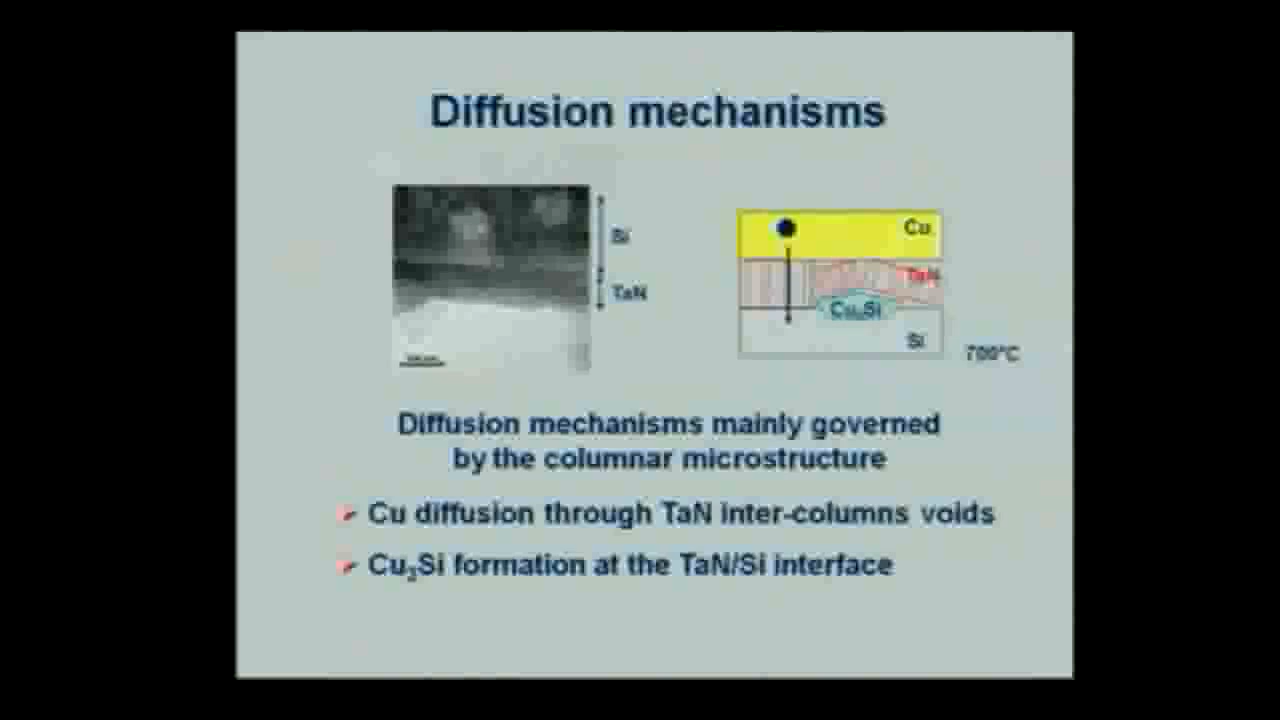 Diffusion mechanisms
Si
TaN
Cu
TaN
Si
700°C
Diffusion mechanisms mainly governed
by the columnar microstructure
Cu diffusion through TaN inter-columns voids
Cu₃Si formation at the TaN/Si interface